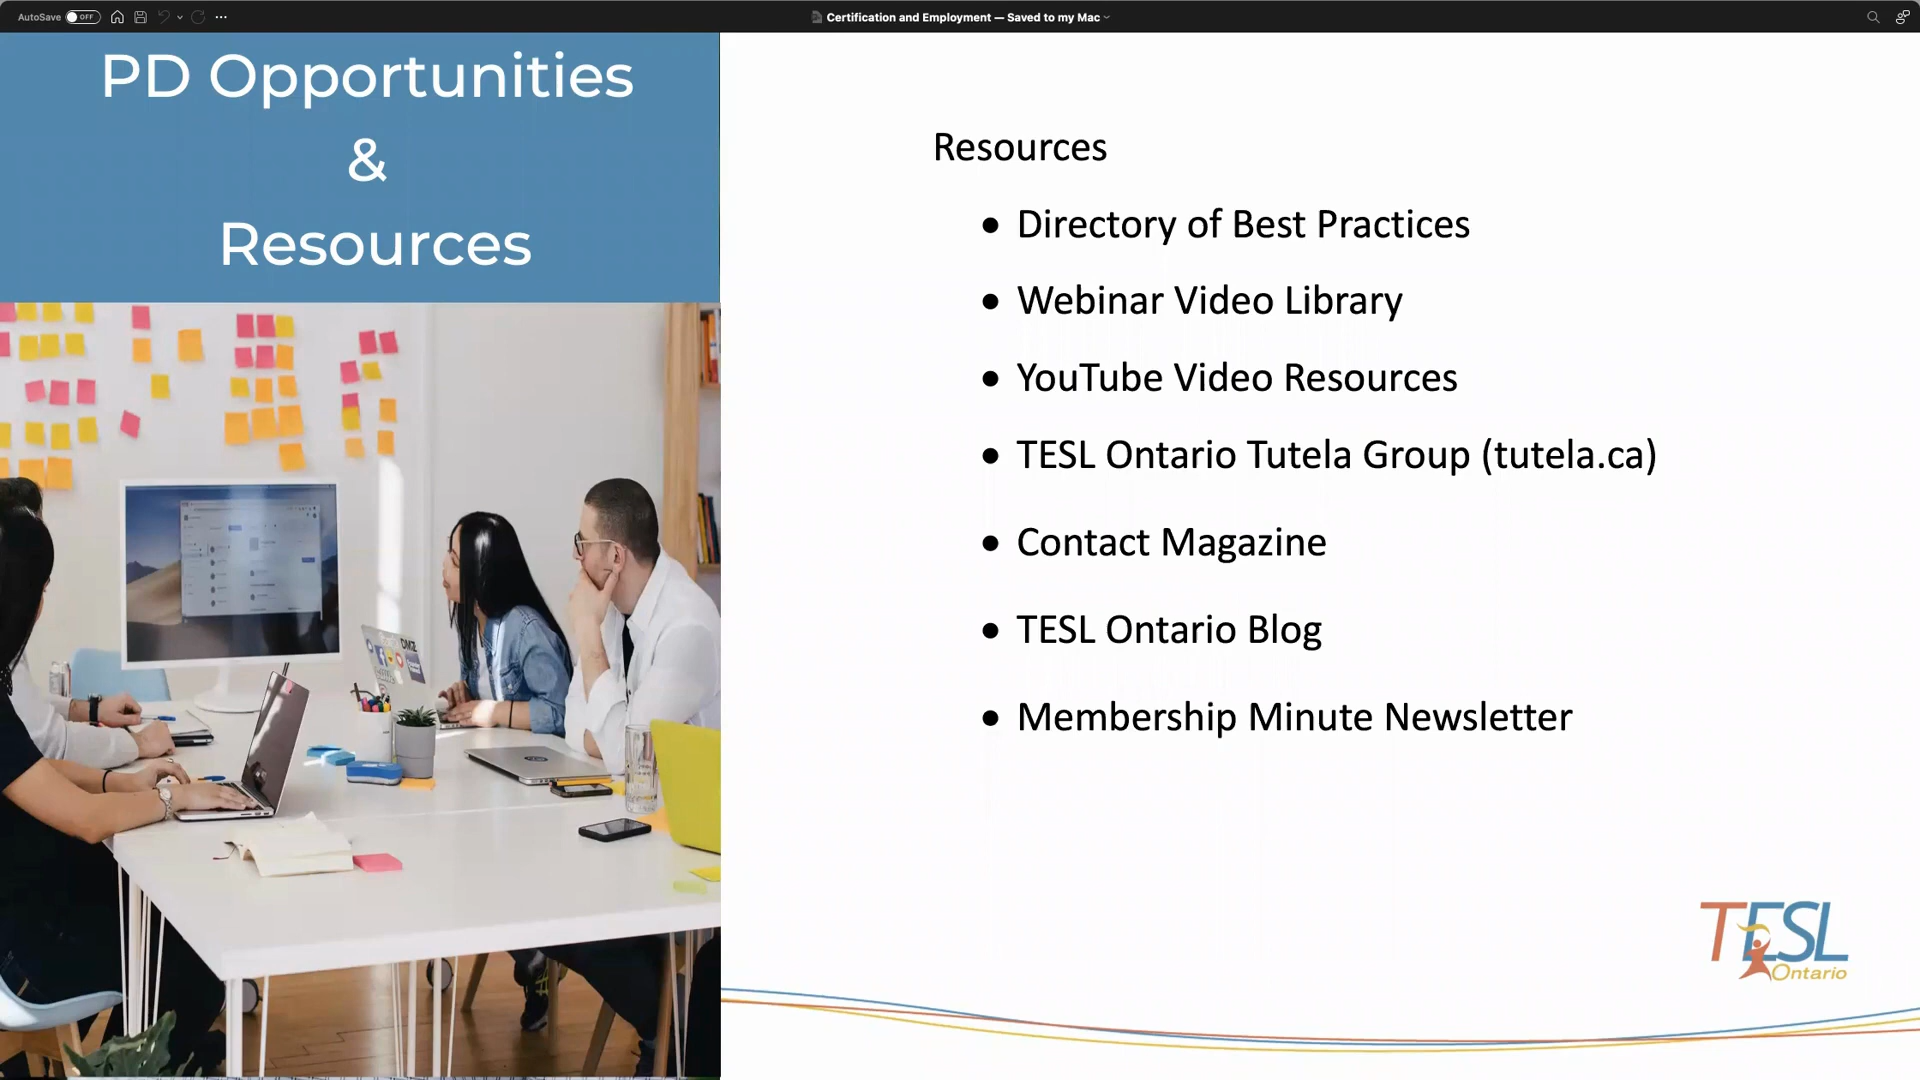 AutoSave OFF
Certification and Employment — Saved to my Mac
PD Opportunities
&
Resources
Resources
• Directory of Best Practices
• Webinar Video Library
• YouTube Video Resources
• TESL Ontario Tutela Group (tutela.ca)
• Contact Magazine
• TESL Ontario Blog
• Membership Minute Newsletter
DMZ
TESL
Ontario